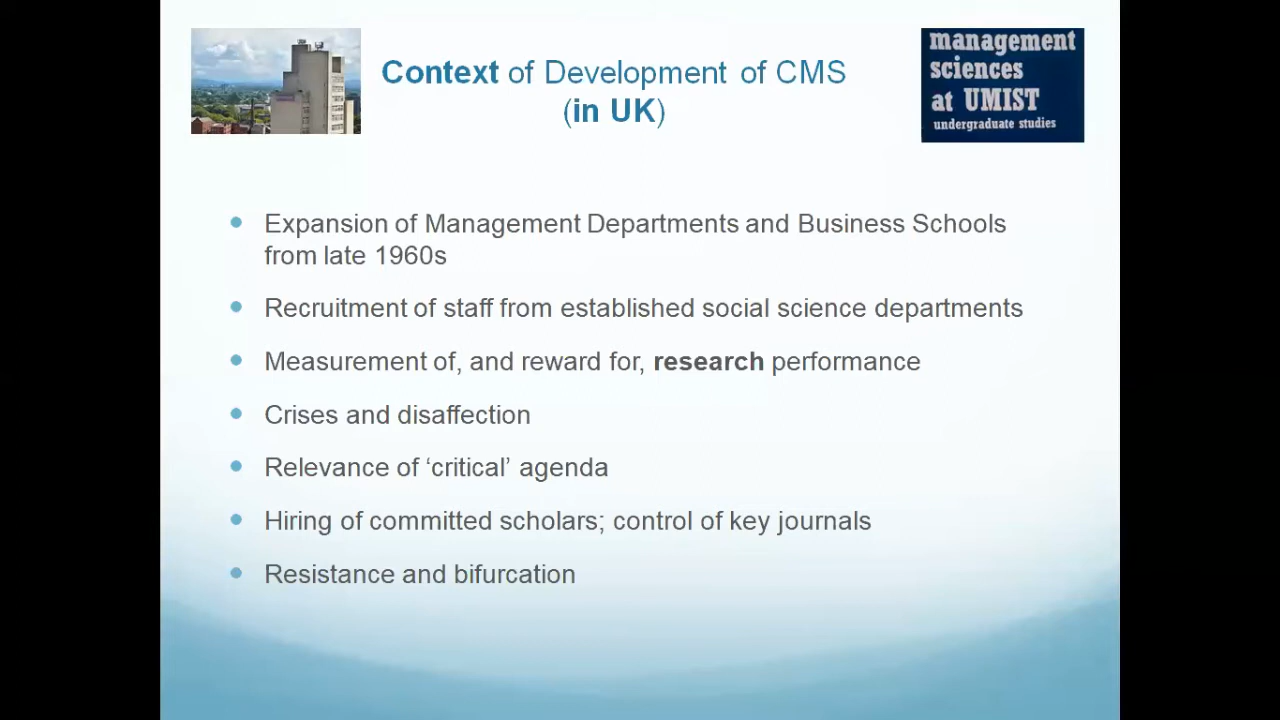 Context of Development of CMS
(in UK)
management
sciences
at UMIST
undergraduate studies
Expansion of Management Departments and Business Schools
from late 1960s
Recruitment of staff from established social science departments
Measurement of, and reward for, research performance
Crises and disaffection
Relevance of ‘critical’ agenda
Hiring of committed scholars; control of key journals
Resistance and bifurcation